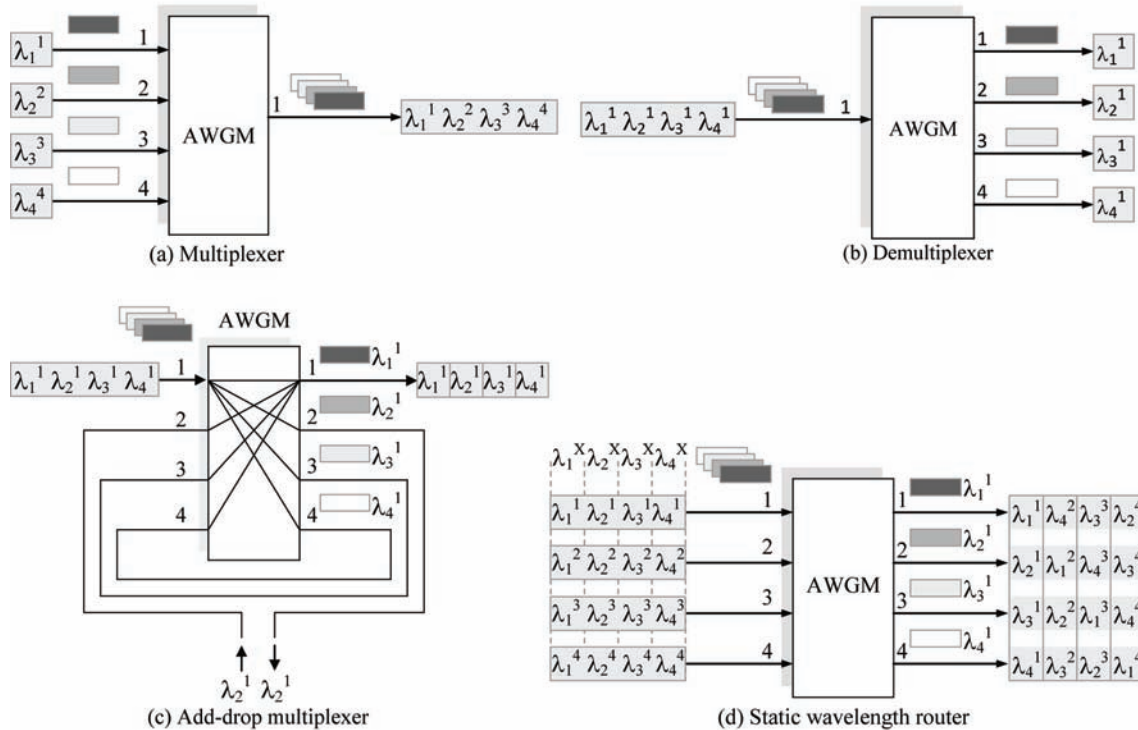 λ₁¹ 1
λ₂² 2
λ₃³ 3
λ₄⁴ 4
AWGM
1
λ₁¹ λ₂² λ₃³ λ₄⁴
(a) Multiplexer
λ₁¹ λ₂¹ λ₃¹ λ₄¹
1
AWGM
1 λ₁¹
2 λ₂¹
3 λ₃¹
4 λ₄¹
(b) Demultiplexer
AWGM
λ₁¹ λ₂¹ λ₃¹ λ₄¹
1 1 λ₁¹
λ₁¹ λ₂¹ λ₃¹ λ₄¹
2 2 λ₂¹
3 3 λ₃¹
4 4 λ₄¹
λ₂¹ λ₂¹
(c) Add-drop multiplexer
λ₁ˣ λ₂ˣ λ₃ˣ λ₄ˣ
λ₁¹ λ₂¹ λ₃¹ λ₄¹ 1
λ₁² λ₂² λ₃² λ₄² 2
λ₁³ λ₂³ λ₃³ λ₄³ 3
λ₁⁴ λ₂⁴ λ₃⁴ λ₄⁴ 4
AWGM
1 λ₁¹ λ₁¹ λ₄² λ₃³ λ₂⁴
2 λ₂¹ λ₂¹ λ₁² λ₄³ λ₃⁴
3 λ₃¹ λ₃¹ λ₂² λ₁³ λ₄⁴
4 λ₄¹ λ₄¹ λ₃² λ₂³ λ₁⁴
(d) Static wavelength router